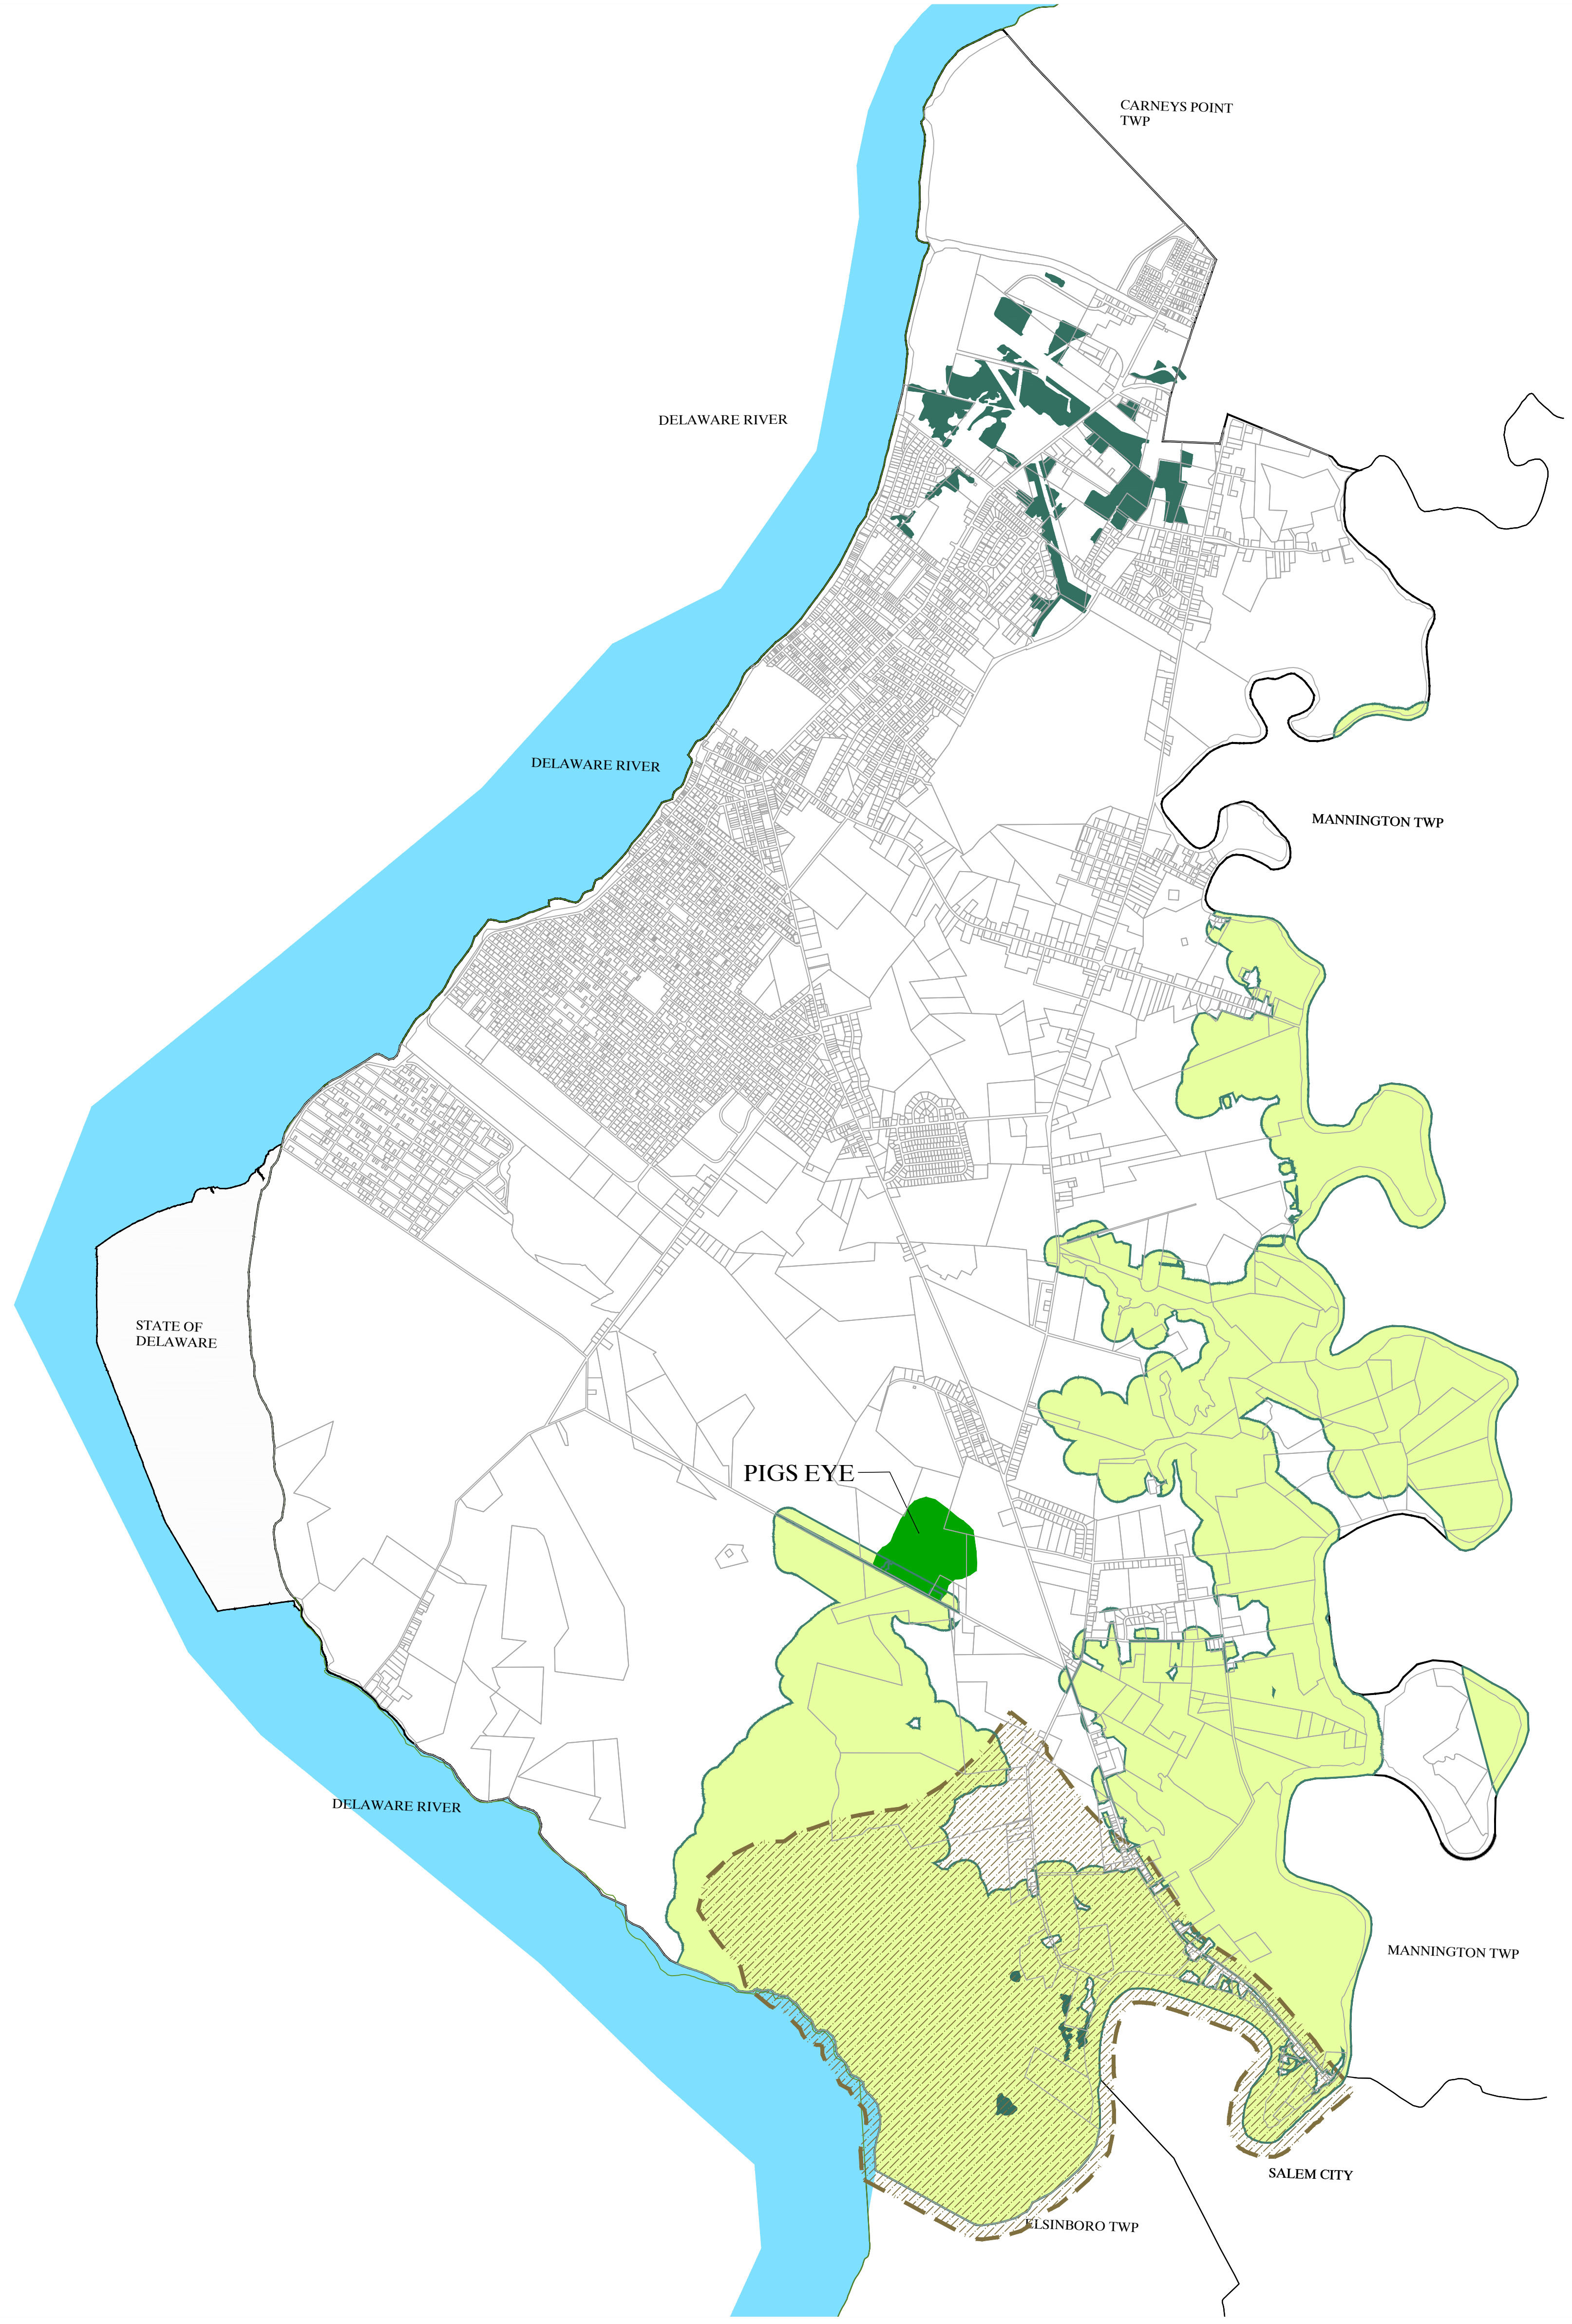 CARNEYS POINT
TWP
DELAWARE RIVER
DELAWARE RIVER
MANNINGTON TWP
STATE OF
DELAWARE
PIGS EYE
DELAWARE RIVER
MANNINGTON TWP
SALEM CITY
ELSINBORO TWP